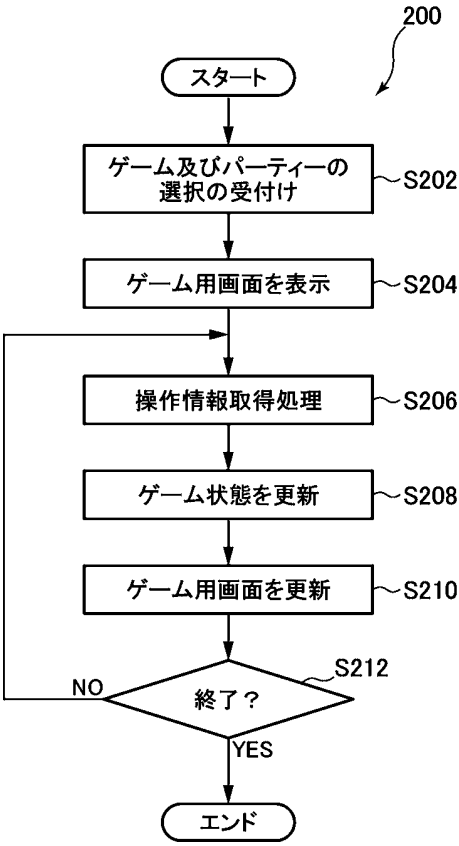 200
スタート
ゲーム及びパーティーの
選択の受付け
S202
ゲーム用画面を表示
S204
操作情報取得処理
S206
ゲーム状態を更新
S208
ゲーム用画面を更新
S210
終了?
S212
NO
YES
エンド